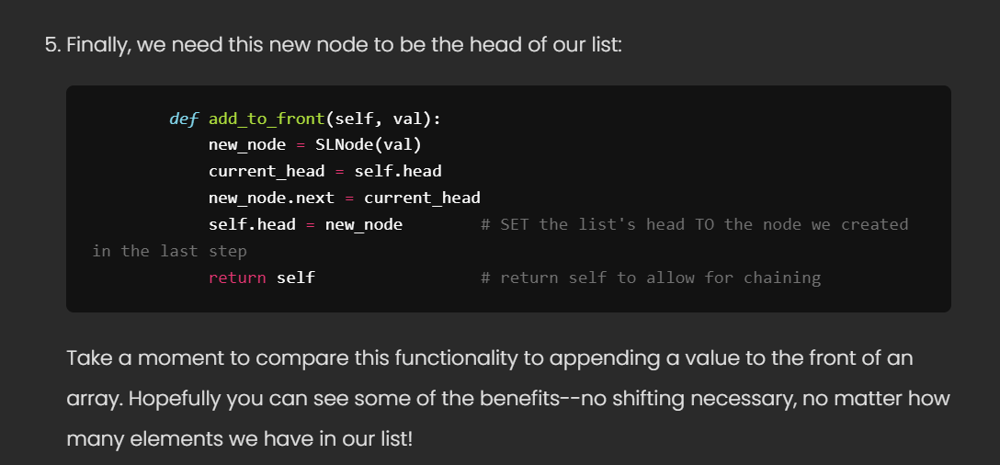 5. Finally, we need this new node to be the head of our list:
def add_to_front(self, val):
new_node = SLNode(val)
current_head = self.head
new_node.next = current_head
self.head = new_node        # SET the list's head TO the node we created
in the last step
return self                 # return self to allow for chaining
Take a moment to compare this functionality to appending a value to the front of an
array. Hopefully you can see some of the benefits--no shifting necessary, no matter how
many elements we have in our list!